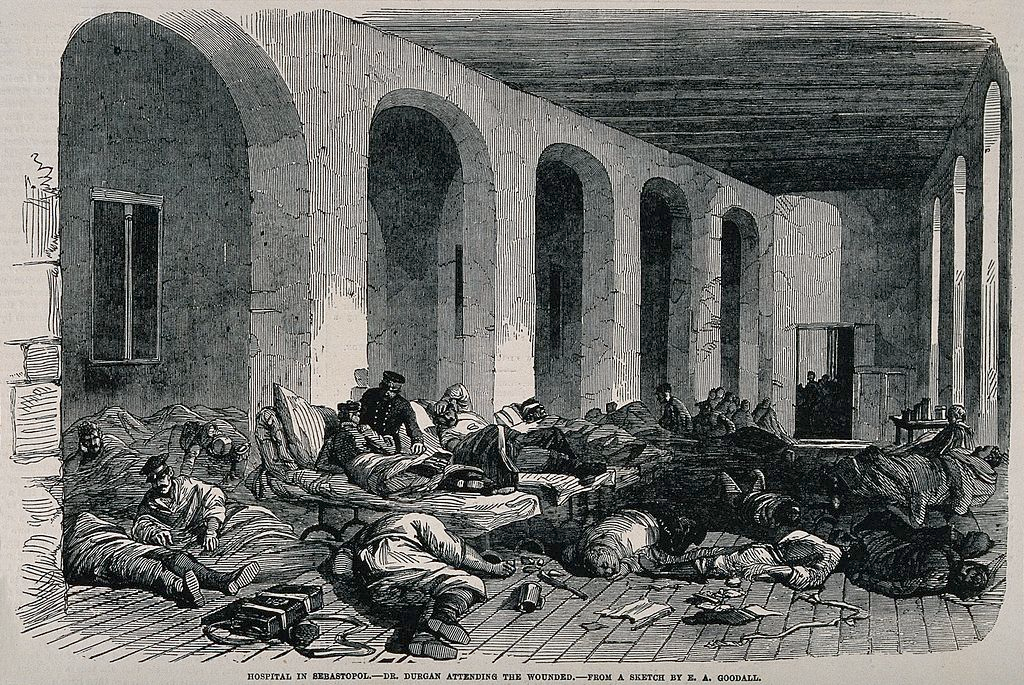 HOSPITAL IN SEBASTOPOL.—DR. DURGAN ATTENDING THE WOUNDED.—FROM A SKETCH BY E. A. GOODALL.